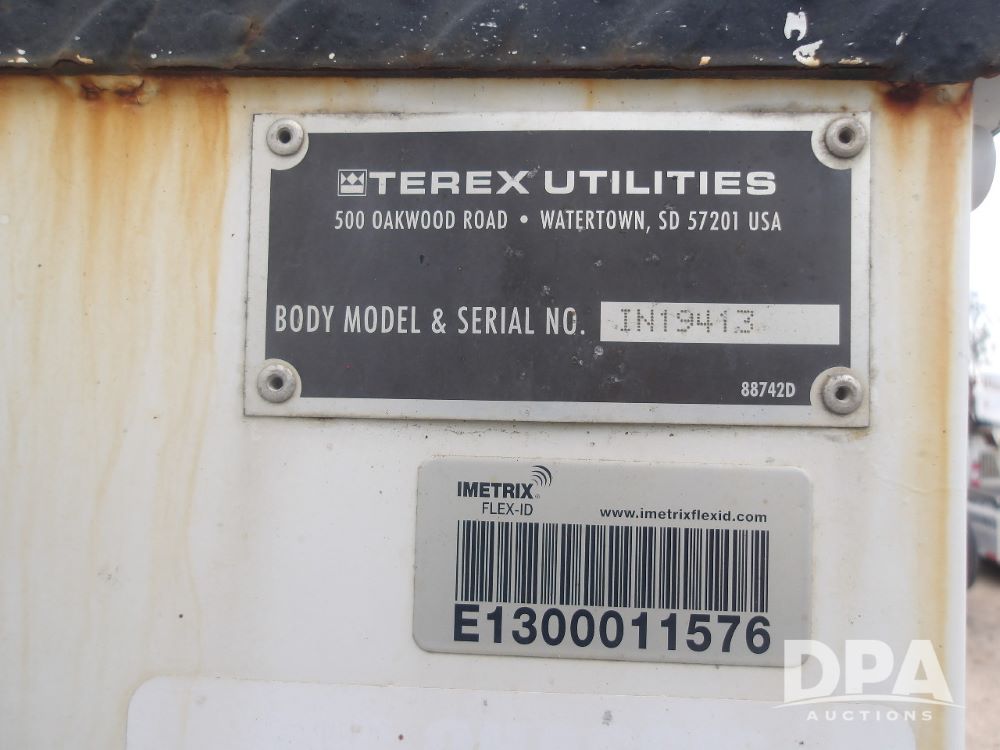 TEREX UTILITIES
500 OAKWOOD ROAD • WATERTOWN, SD 57201 USA
BODY MODEL & SERIAL NO. IN19413
88742D
IMETRIX
FLEX-ID
www.imetrixflexid.com
E1300011576
DPA
AUCTIONS